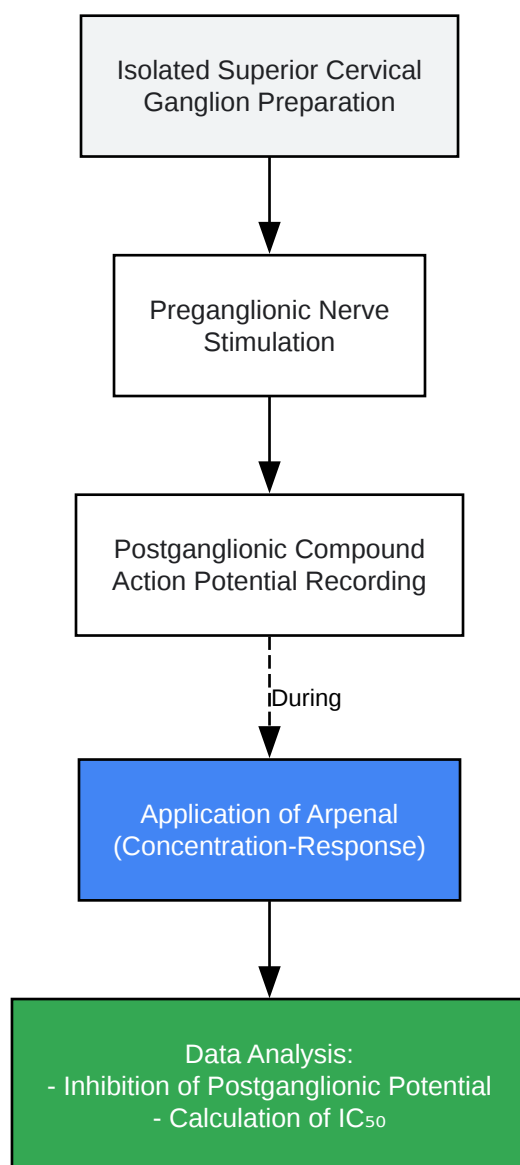 Isolated Superior Cervical
Ganglion Preparation
Preganglionic Nerve
Stimulation
Postganglionic Compound
Action Potential Recording
During
Application of Arpenal
(Concentration-Response)
Data Analysis:
- Inhibition of Postganglionic Potential
- Calculation of IC₅₀